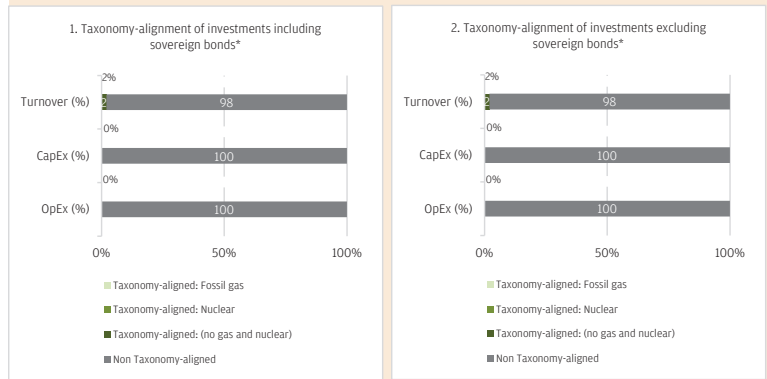 1. Taxonomy-alignment of investments including
sovereign bonds*
2%
Turnover (%)
2
98
0%
CapEx (%)
100
0%
OpEx (%)
100
0%
50%
100%
Taxonomy-aligned: Fossil gas
Taxonomy-aligned: Nuclear
Taxonomy-aligned: (no gas and nuclear)
Non Taxonomy-aligned
2. Taxonomy-alignment of investments excluding
sovereign bonds*
2%
Turnover (%)
2
98
0%
CapEx (%)
100
0%
OpEx (%)
100
0%
50%
100%
Taxonomy-aligned: Fossil gas
Taxonomy-aligned: Nuclear
Taxonomy-aligned: (no gas and nuclear)
Non Taxonomy-aligned